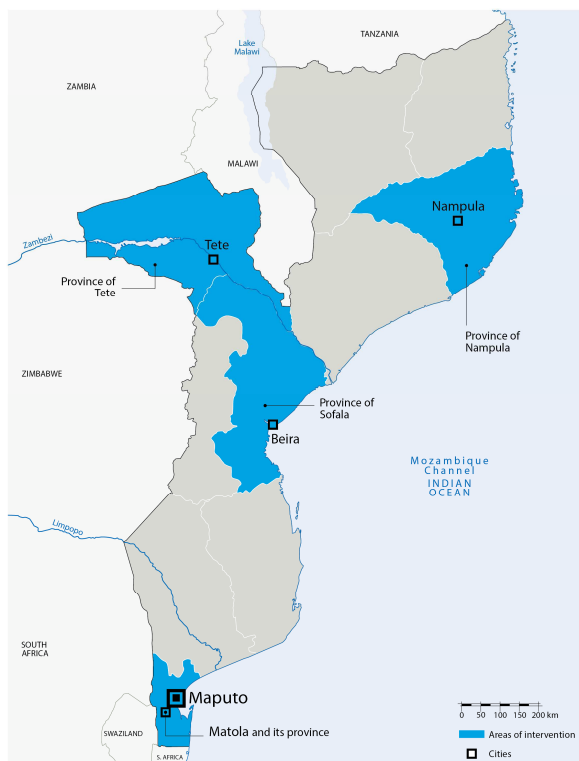 TANZANIA
Lake
Malawi
ZAMBIA
MALAWI
Nampula
Zambezi
Tete
Province of
Tete
Province of
Nampula
ZIMBABWE
Province of
Sofala
Beira
Mozambique
Channel
INDIAN
OCEAN
Limpopo
SOUTH
AFRICA
Maputo
Matola and its province
SWAZILAND
S. AFRICA
0 50 100 150 200 km
Areas of intervention
Cities